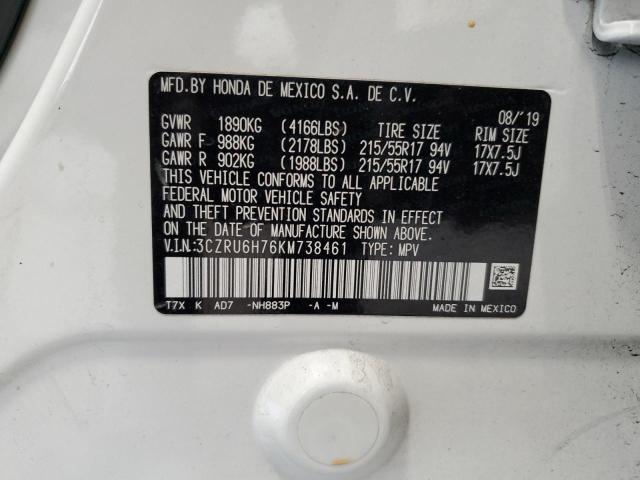 MFD.BY HONDA DE MEXICO S.A. DE C.V.
08/'19
GVWR 1890KG (4166LBS) TIRE SIZE RIM SIZE
GAWR F 988KG (2178LBS) 215/55R17 94V 17X7.5J
GAWR R 902KG (1988LBS) 215/55R17 94V 17X7.5J
THIS VEHICLE CONFORMS TO ALL APPLICABLE
FEDERAL MOTOR VEHICLE SAFETY
AND THEFT PREVENTION STANDARDS IN EFFECT
ON THE DATE OF MANUFACTURE SHOWN ABOVE.
V.I.N.:3CZRU6H76KM738461 TYPE: MPV
T7X K AD7 -NH883P -A -M
MADE IN MEXICO